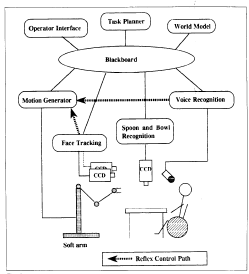 Task Planner
Operator Interface
World Model
Blackboard
Motion Generator
Voice Recognition
Face Tracking
Spoon and Bowl
Recognition
CCD
CCD
CCD
Soft arm
Reflex Control Path